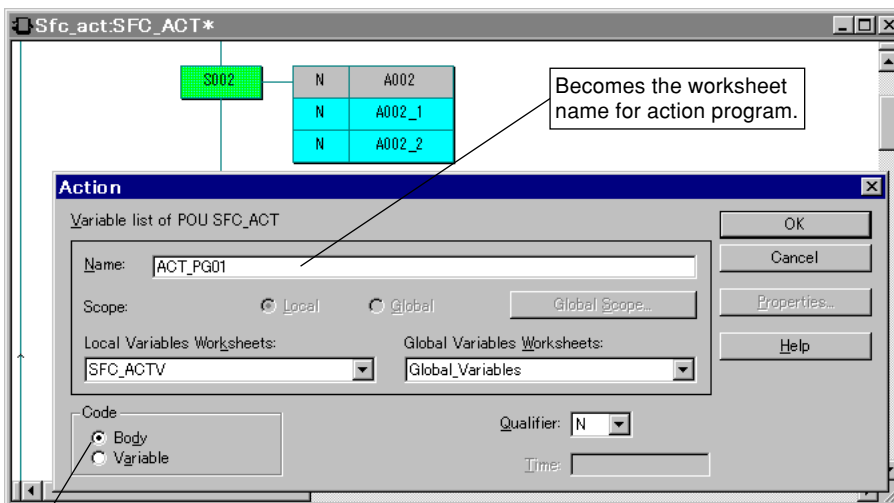 Sfc_act:SFC_ACT*
S002 N A002
N A002_1
N A002_2
Becomes the worksheet
name for action program.
Action
Variable list of POU SFC_ACT
OK
Name: ACT_PG01
Cancel
Scope: Local Global Global Scope...
Properties...
Local Variables Worksheets: Global Variables Worksheets:
Help
SFC_ACTV Global_Variables
Code
Body
Variable
Qualifier: N
Time: